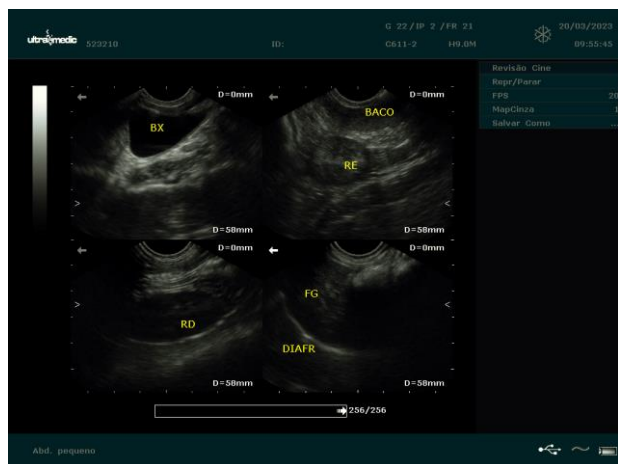 G 22/IP 2 /FR 21
20/03/2023
ultramedic 523210
ID:
C611-2
H9.0M
09:55:45
Revisão Cine
Repr/Parar
FPS 20
MapCinza 1
Salvar Como ...
D=0mm
BX
D=58mm
D=0mm
BACO
RE
D=58mm
D=0mm
RD
D=58mm
D=0mm
FG
DIAFR
D=58mm
256/256
Abd. pequeno